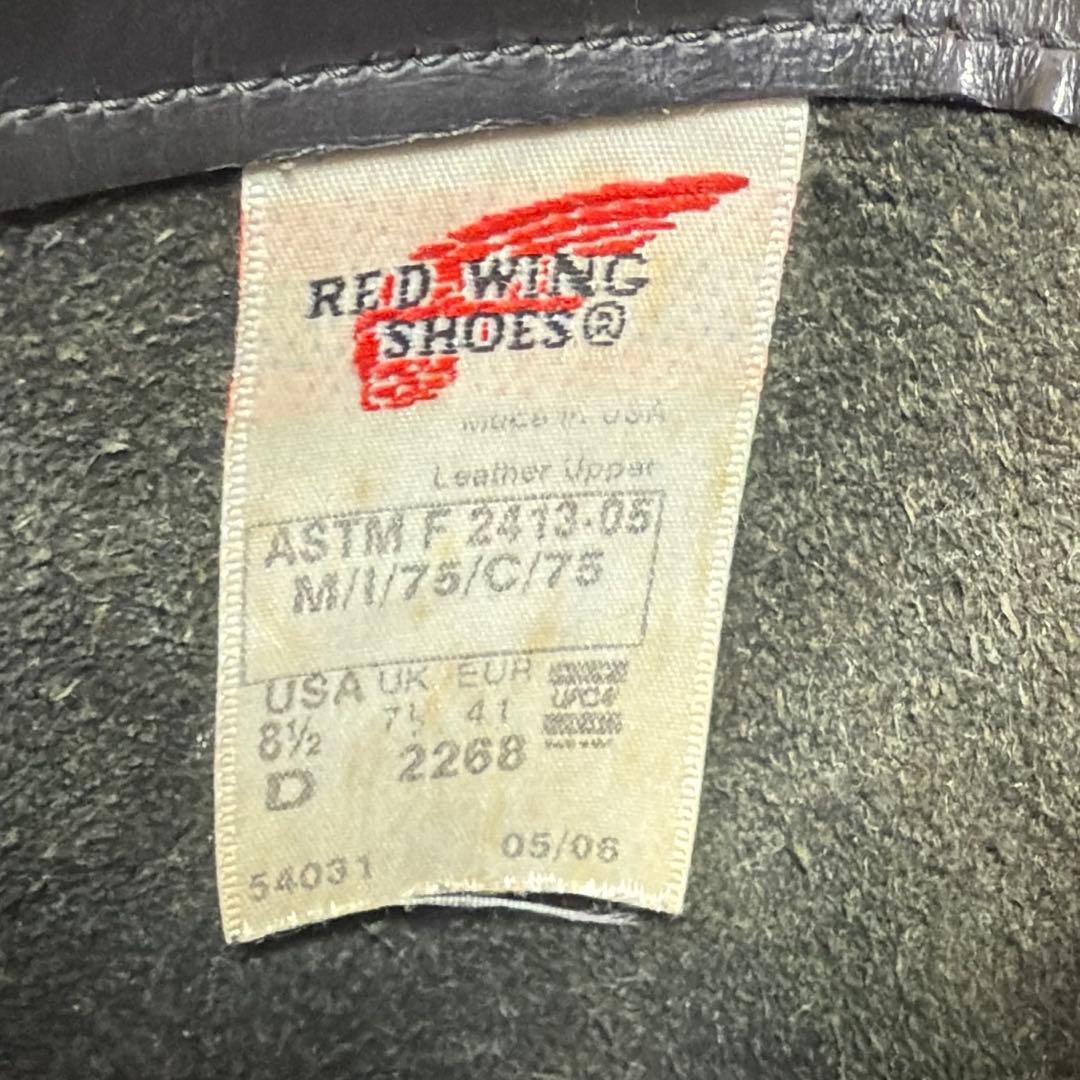 RED WING
SHOES®
Made in USA
Leather Upper
ASTM F 2413-05
M/I/75/C/75
USA UK EUR
8½ 7½ 41
D 2268
54031 05/06